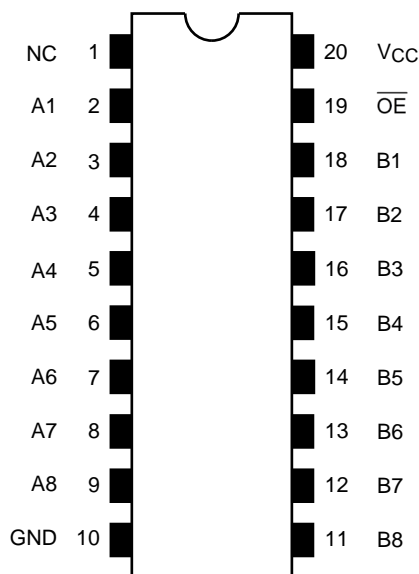 NC 1 20 VCC
A1 2 19 O̅E̅
A2 3 18 B1
A3 4 17 B2
A4 5 16 B3
A5 6 15 B4
A6 7 14 B5
A7 8 13 B6
A8 9 12 B7
GND 10 11 B8